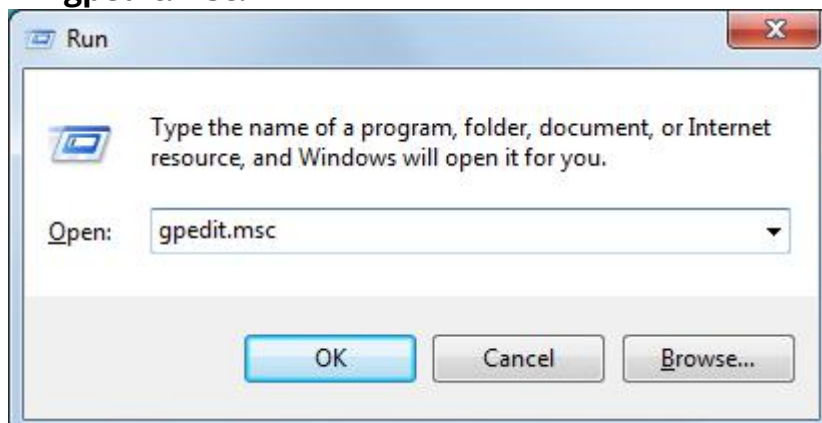 Run
Type the name of a program, folder, document, or Internet
resource, and Windows will open it for you.
Open:
gpedit.msc
OK
Cancel
Browse...